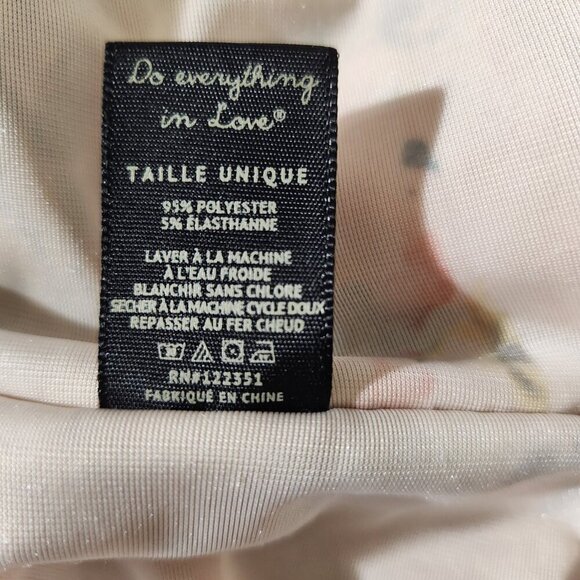 Do everything
in Love®
TAILLE UNIQUE
95% POLYESTER
5% ÉLASTHANNE
LAVER À LA MACHINE
À L'EAU FROIDE
BLANCHIR SANS CHLORE
SÉCHER À LA MACHINE CYCLE DOUX
REPASSER AU FER CHEUD
RN#122351
FABRIQUÉ EN CHINE